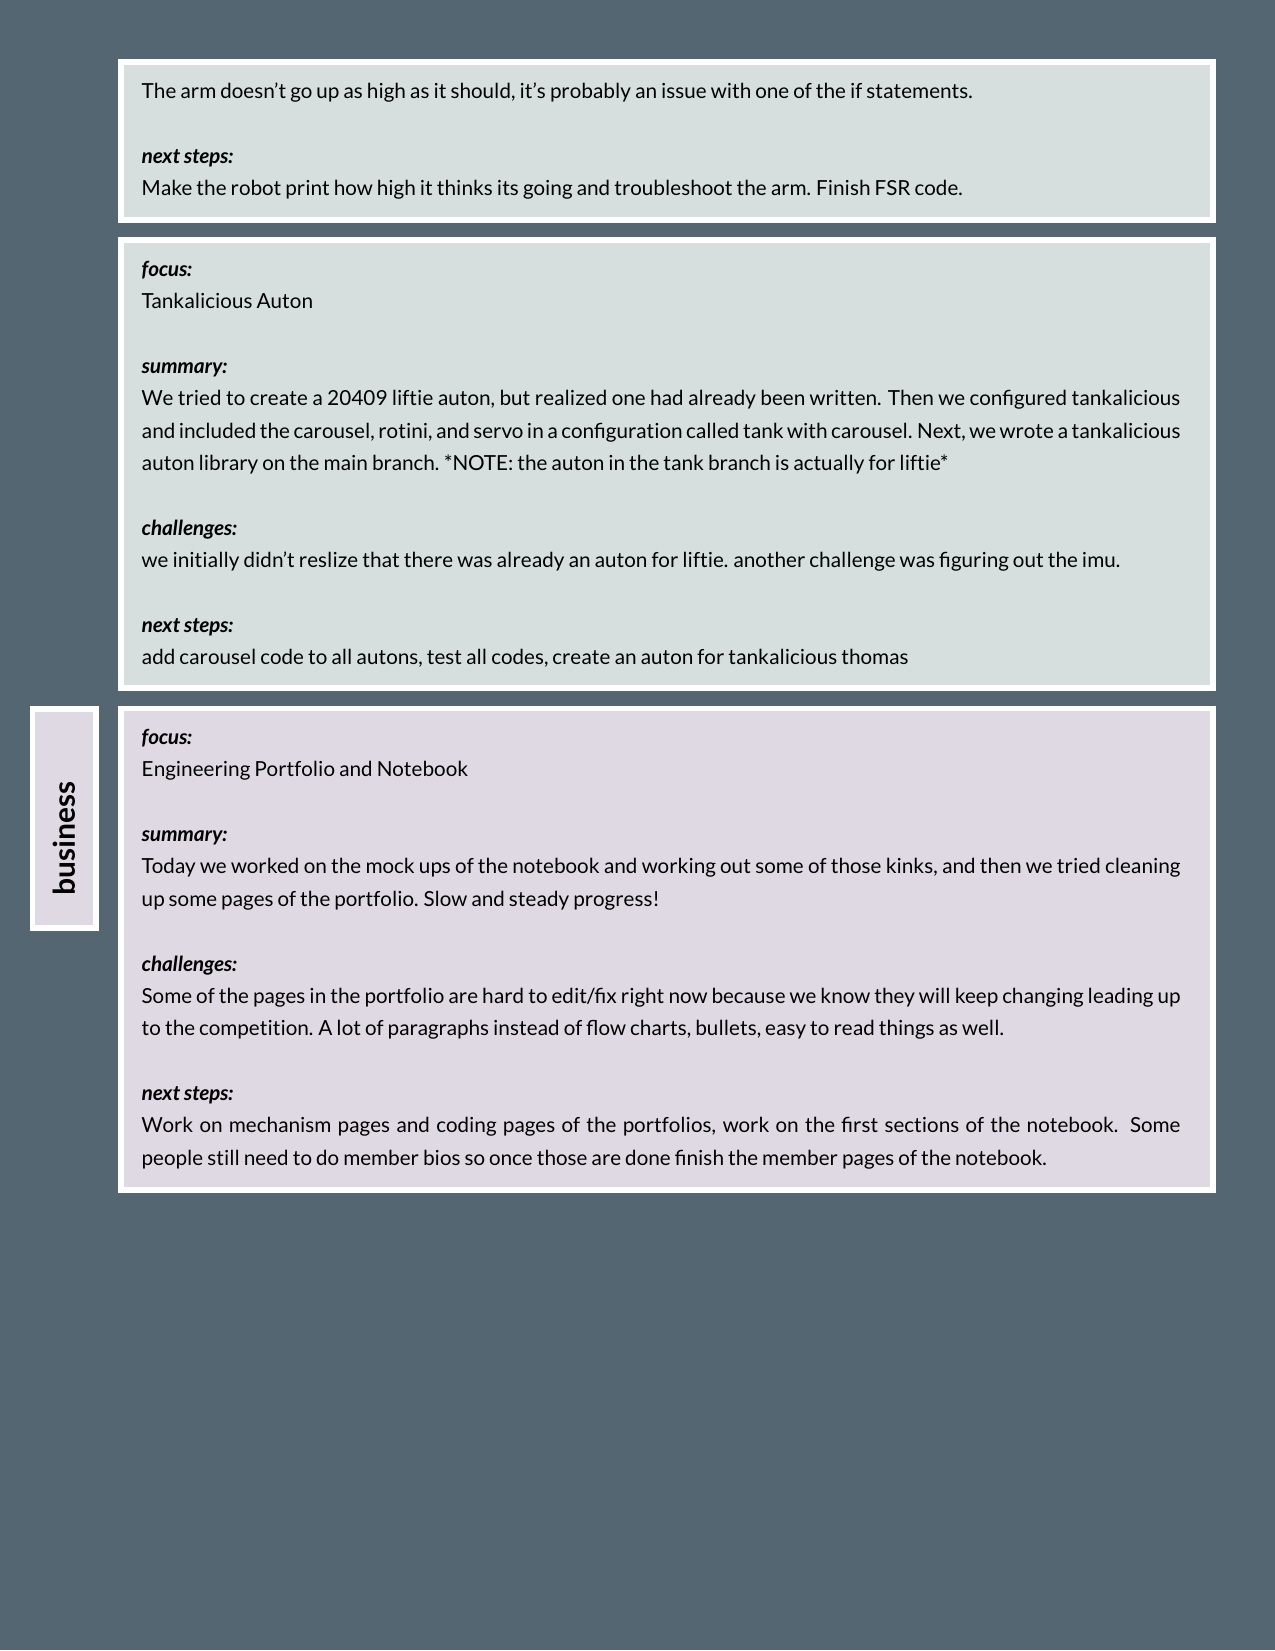 The arm doesn’t go up as high as it should, it’s probably an issue with one of the if statements.
next steps:
Make the robot print how high it thinks its going and troubleshoot the arm. Finish FSR code.
focus:
Tankalicious Auton
summary:
We tried to create a 20409 liftie auton, but realized one had already been written. Then we configured tankalicious
and included the carousel, rotini, and servo in a configuration called tank with carousel. Next, we wrote a tankalicious
auton library on the main branch. *NOTE: the auton in the tank branch is actually for liftie*
challenges:
we initially didn’t reslize that there was already an auton for liftie. another challenge was figuring out the imu.
next steps:
add carousel code to all autons, test all codes, create an auton for tankalicious thomas
business
focus:
Engineering Portfolio and Notebook
summary:
Today we worked on the mock ups of the notebook and working out some of those kinks, and then we tried cleaning
up some pages of the portfolio. Slow and steady progress!
challenges:
Some of the pages in the portfolio are hard to edit/fix right now because we know they will keep changing leading up
to the competition. A lot of paragraphs instead of flow charts, bullets, easy to read things as well.
next steps:
Work on mechanism pages and coding pages of the portfolios, work on the first sections of the notebook. Some
people still need to do member bios so once those are done finish the member pages of the notebook.